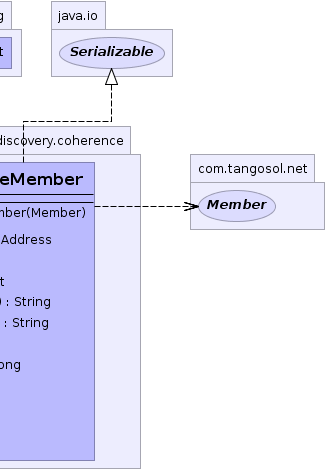 g
java.io
t
Serializable
discovery.coherence
com.tangosol.net
eMember
Member
mber(Member)
Address
t
) : String
: String
ong